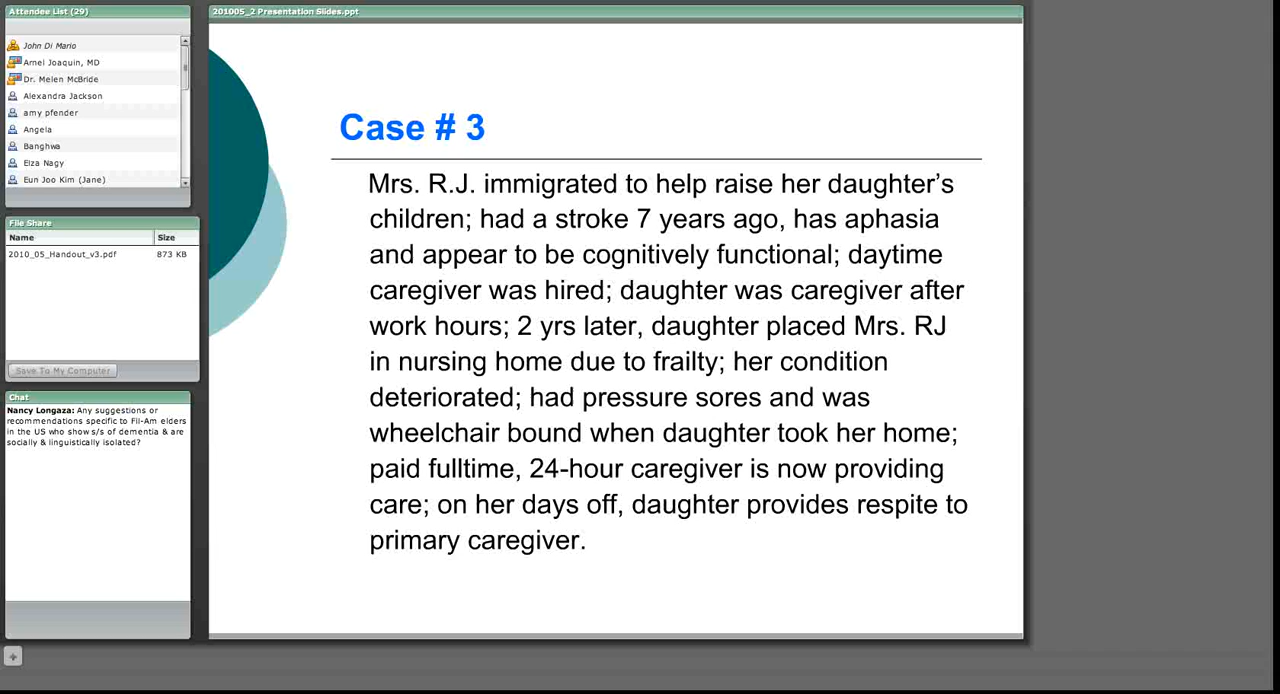 Attendee List (29)
John Di Mario
Arnel Joaquin, MD
Dr. Melen McBride
Alexandra Jackson
amy pfender
Angela
Banghwa
Elza Nagy
Eun Joo Kim (Jane)
File Share
Name Size
2010_05_Handout_v3.pdf 873 KB
Save To My Computer
Chat
Nancy Longaza: Any suggestions or
recommendations specific to Fil-Am elders
in the US who show s/s of dementia & are
socially & linguistically isolated?
201005_2 Presentation Slides.ppt
Case # 3
Mrs. R.J. immigrated to help raise her daughter’s
children; had a stroke 7 years ago, has aphasia
and appear to be cognitively functional; daytime
caregiver was hired; daughter was caregiver after
work hours; 2 yrs later, daughter placed Mrs. RJ
in nursing home due to frailty; her condition
deteriorated; had pressure sores and was
wheelchair bound when daughter took her home;
paid fulltime, 24-hour caregiver is now providing
care; on her days off, daughter provides respite to
primary caregiver.